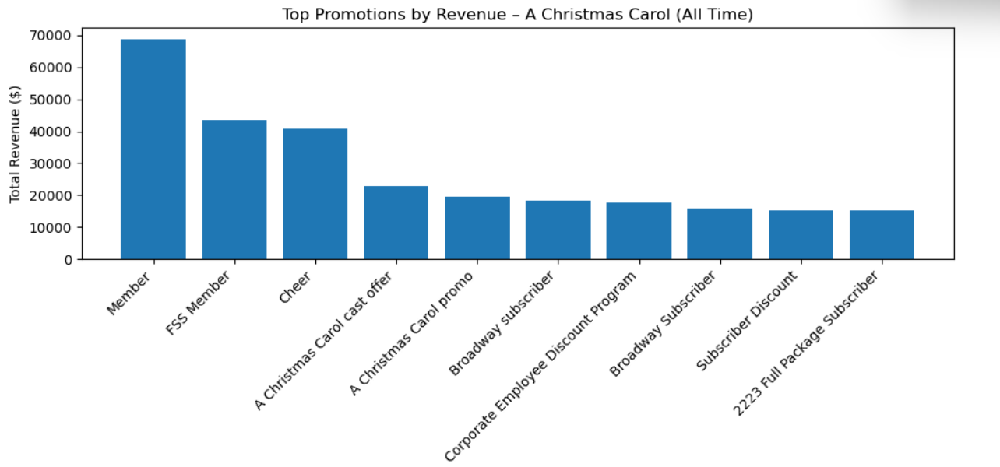 Top Promotions by Revenue – A Christmas Carol (All Time)
Total Revenue ($)
70000
60000
50000
40000
30000
20000
10000
0
Member
FSS Member
Cheer
A Christmas Carol cast offer
A Christmas Carol promo
Broadway subscriber
Corporate Employee Discount Program
Broadway Subscriber
Subscriber Discount
2223 Full Package Subscriber